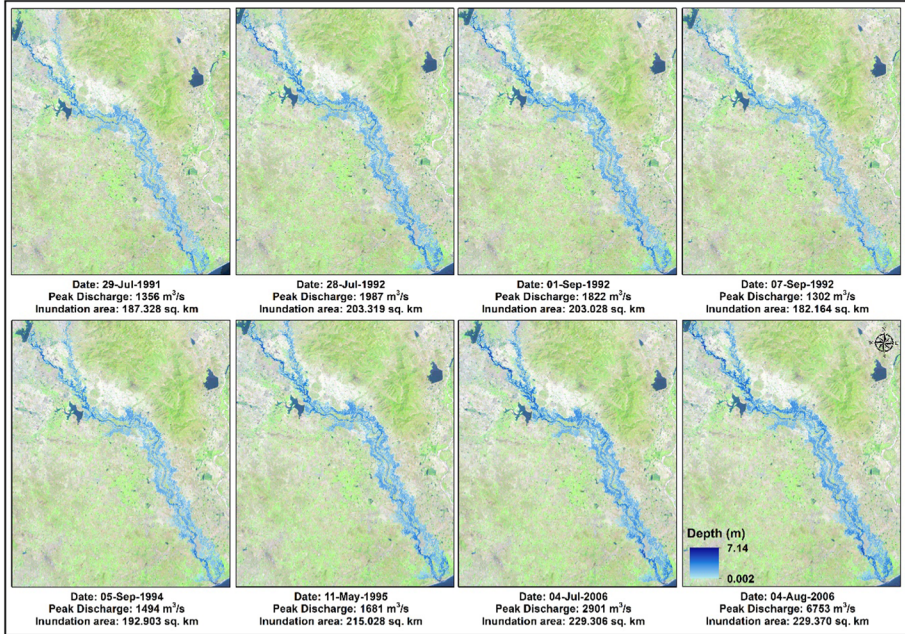 Date: 29-Jul-1991
Peak Discharge: 1356 m³/s
Inundation area: 187.328 sq. km
Date: 28-Jul-1992
Peak Discharge: 1987 m³/s
Inundation area: 203.319 sq. km
Date: 01-Sep-1992
Peak Discharge: 1822 m³/s
Inundation area: 203.028 sq. km
Date: 07-Sep-1992
Peak Discharge: 1302 m³/s
Inundation area: 182.164 sq. km
Depth (m)
7.14
0.002
Date: 05-Sep-1994
Peak Discharge: 1494 m³/s
Inundation area: 192.903 sq. km
Date: 11-May-1995
Peak Discharge: 1681 m³/s
Inundation area: 215.028 sq. km
Date: 04-Jul-2006
Peak Discharge: 2901 m³/s
Inundation area: 229.306 sq. km
Date: 04-Aug-2006
Peak Discharge: 6753 m³/s
Inundation area: 229.370 sq. km